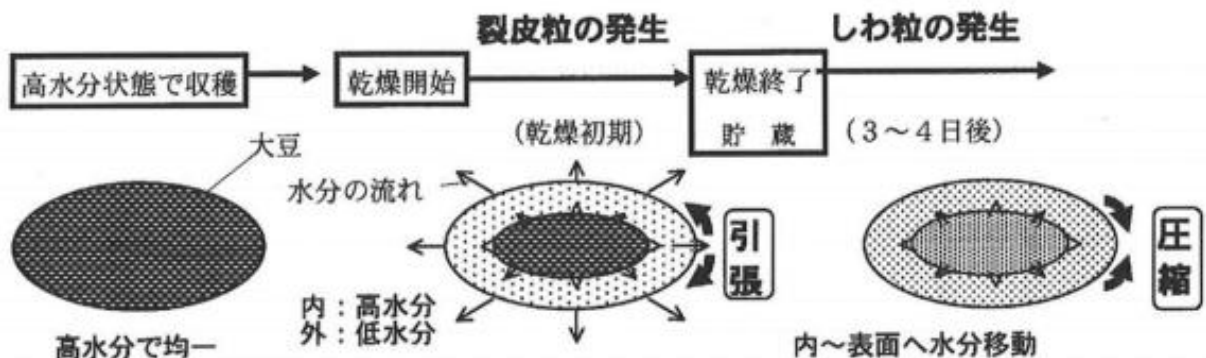 裂皮粒の発生
しわ粒の発生
高水分状態で収穫
乾燥開始
乾燥終了
貯 蔵
(乾燥初期)
(3〜4日後)
大豆
水分の流れ
引張
圧縮
内:高水分
外:低水分
高水分で均一
内〜表面へ水分移動